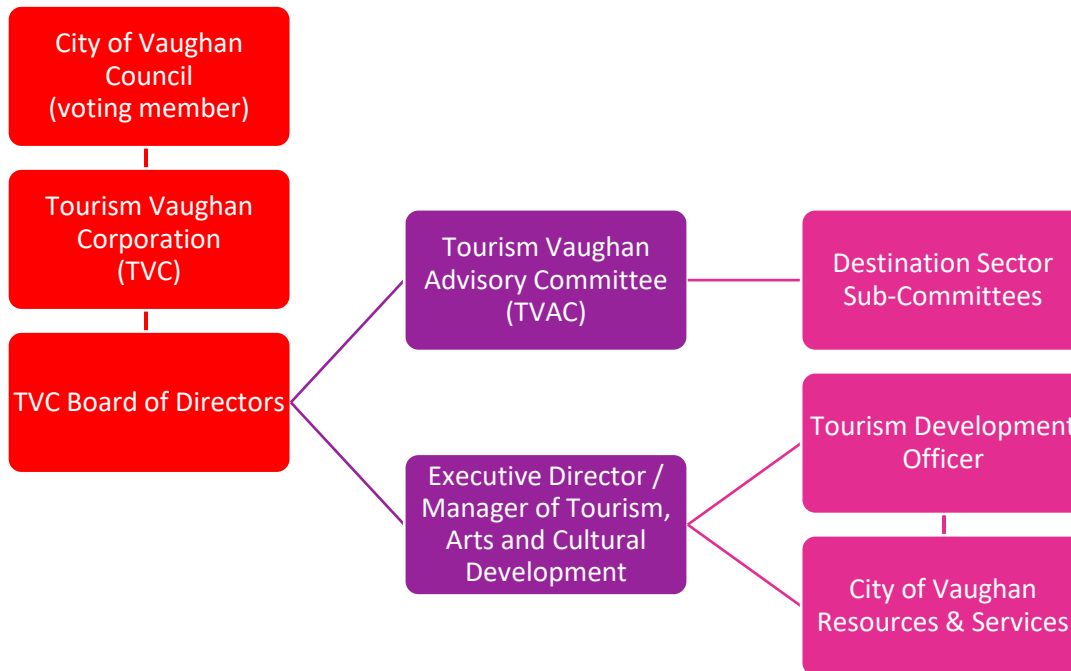 City of Vaughan
Council
(voting member)
Tourism Vaughan
Corporation
(TVC)
TVC Board of Directors
Tourism Vaughan
Advisory Committee
(TVAC)
Executive Director /
Manager of Tourism,
Arts and Cultural
Development
Destination Sector
Sub-Committees
Tourism Development
Officer
City of Vaughan
Resources & Services